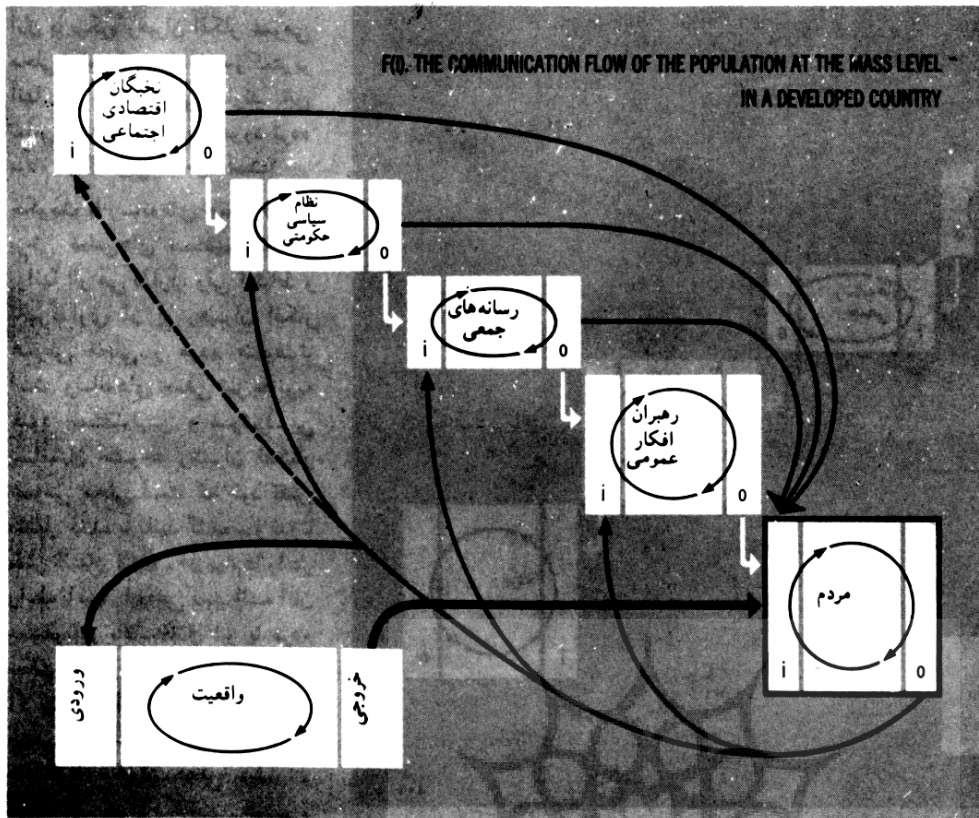 F(I). THE COMMUNICATION FLOW OF THE POPULATION AT THE MASS LEVEL
IN A DEVELOPED COUNTRY
نخبگان
اقتصادی
اجتماعی
i
o
نظام
سیاسی
حکومتی
i
o
رسانه‌های
جمعی
i
o
رهبران
افکار
عمومی
i
o
مردم
i
o
ورودی
واقعیت
خروجی